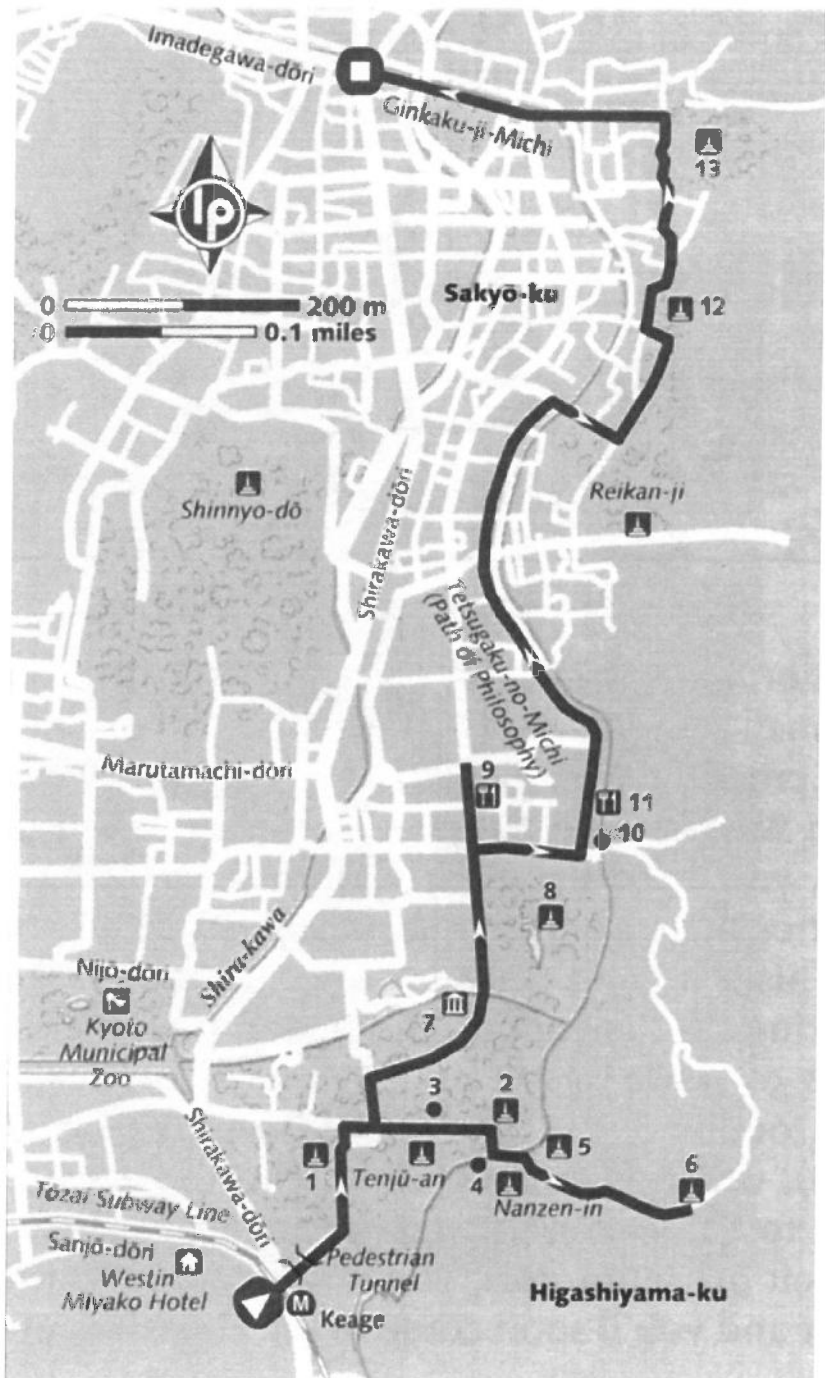 Imadegawa-dōri
Ginkaku-ji-Michi
13
lp
0 200 m
0 0.1 miles
Sakyō-ku
12
Shinnyo-dō
Shirakawa-dōri
Reikan-ji
Tetsugaku-no-Michi
(Path of Philosophy)
Marutamachi-dōri
9
11
10
8
Shira-kawa
Nijō-dōri
Kyoto
Municipal
Zoo
7
3
2
5
1
Tenjū-an
4
Nanzen-in
6
Shirakawa-dōri
Tōzai Subway Line
Sanjō-dōri
Westin
Miyako Hotel
Pedestrian
Tunnel
M
Keage
Higashiyama-ku